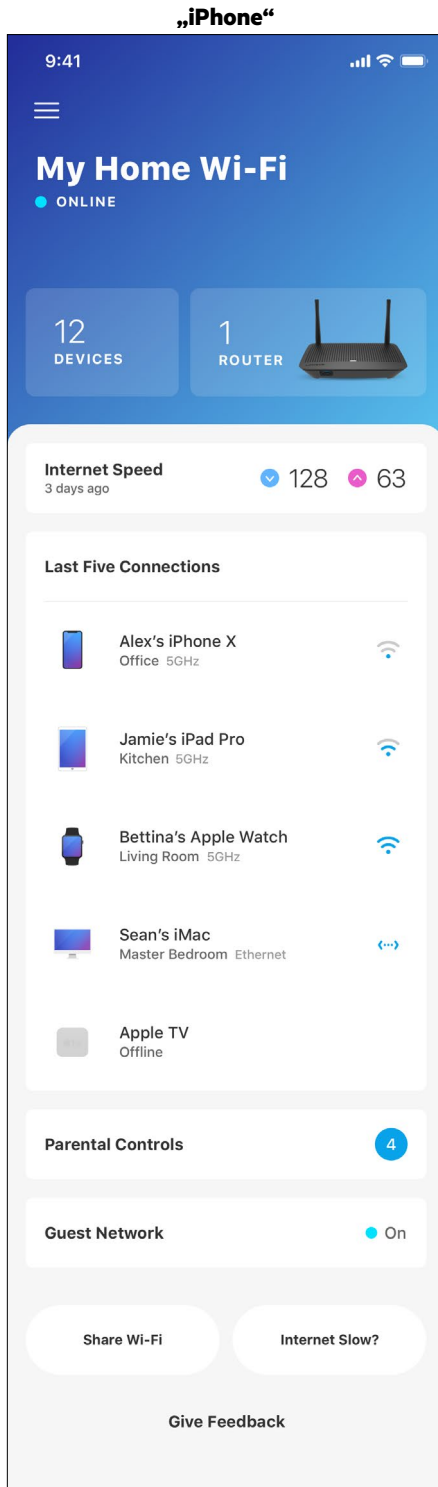 „iPhone“
9:41
My Home Wi-Fi
ONLINE
12
DEVICES
1
ROUTER
Internet Speed
3 days ago
128
63
Last Five Connections
Alex’s iPhone X
Office 5GHz
Jamie’s iPad Pro
Kitchen 5GHz
Bettina’s Apple Watch
Living Room 5GHz
Sean’s iMac
Master Bedroom Ethernet
Apple TV
Offline
Parental Controls
4
Guest Network
On
Share Wi-Fi
Internet Slow?
Give Feedback